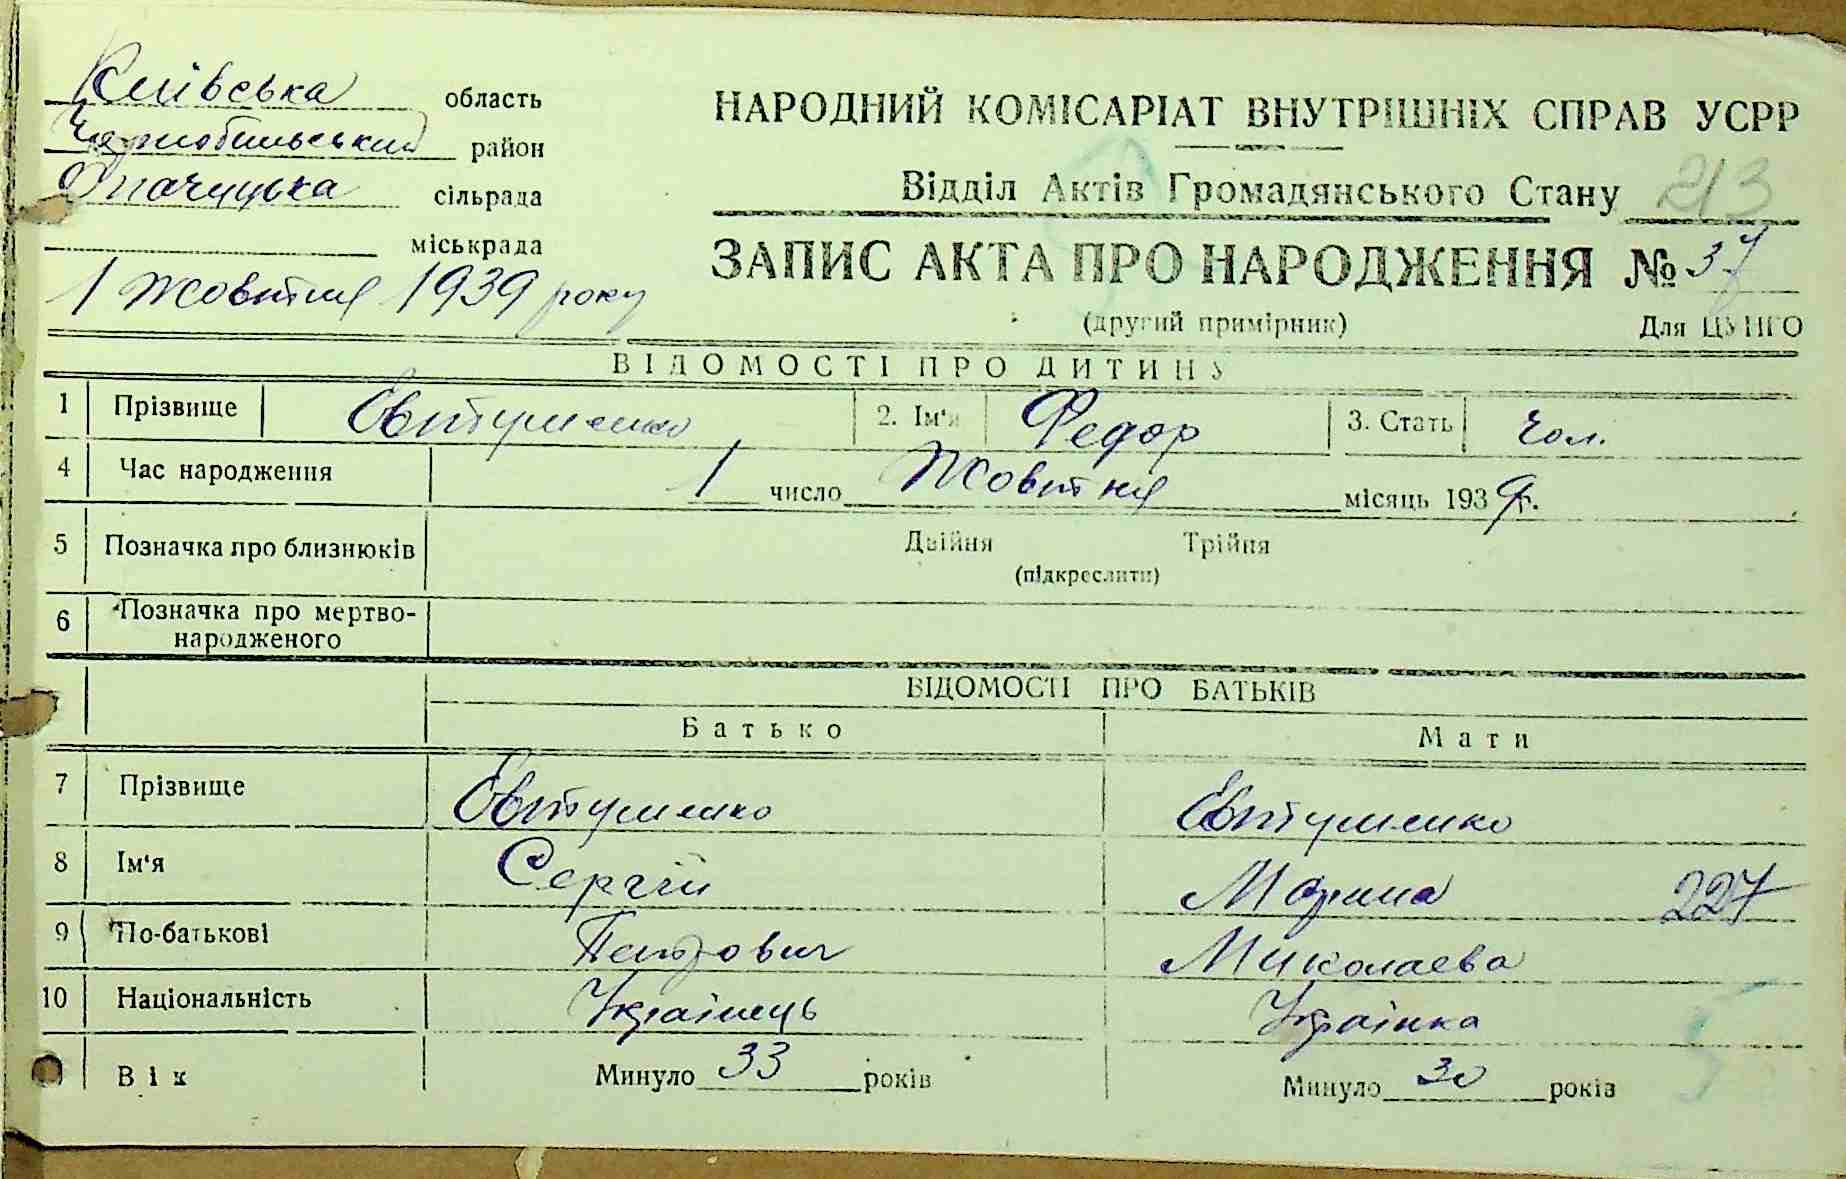 Київська область
Чернобильський район
Опачицька сільрада
міськрада
1 Жовтня 1939 року
НАРОДНИЙ КОМІСАРІАТ ВНУТРІШНІХ СПРАВ УСРР
Відділ Актів Громадянського Стану 213
ЗАПИС АКТА ПРО НАРОДЖЕННЯ № 37
(другий примірник) Для ЦУНГО
ВІДОМОСТІ ПРО ДИТИНУ
1 Прізвище Євтушенко 2. Ім'я Федор 3. Стать чол.
4 Час народження 1 число Жовтня місяць 1939 г.
5 Позначка про близнюків Двійня Трійня
(підкреслити)
6 Позначка про мертво-
народженого
ВІДОМОСТІ ПРО БАТЬКІВ
Батько Мати
7 Прізвище Євтушенко Євтушенко
8 Ім'я Сергій Марина 227
9 По-батькові Петрович Миколаева
10 Національність Українець Українка
Вік Минуло 33 років Минуло 30 років